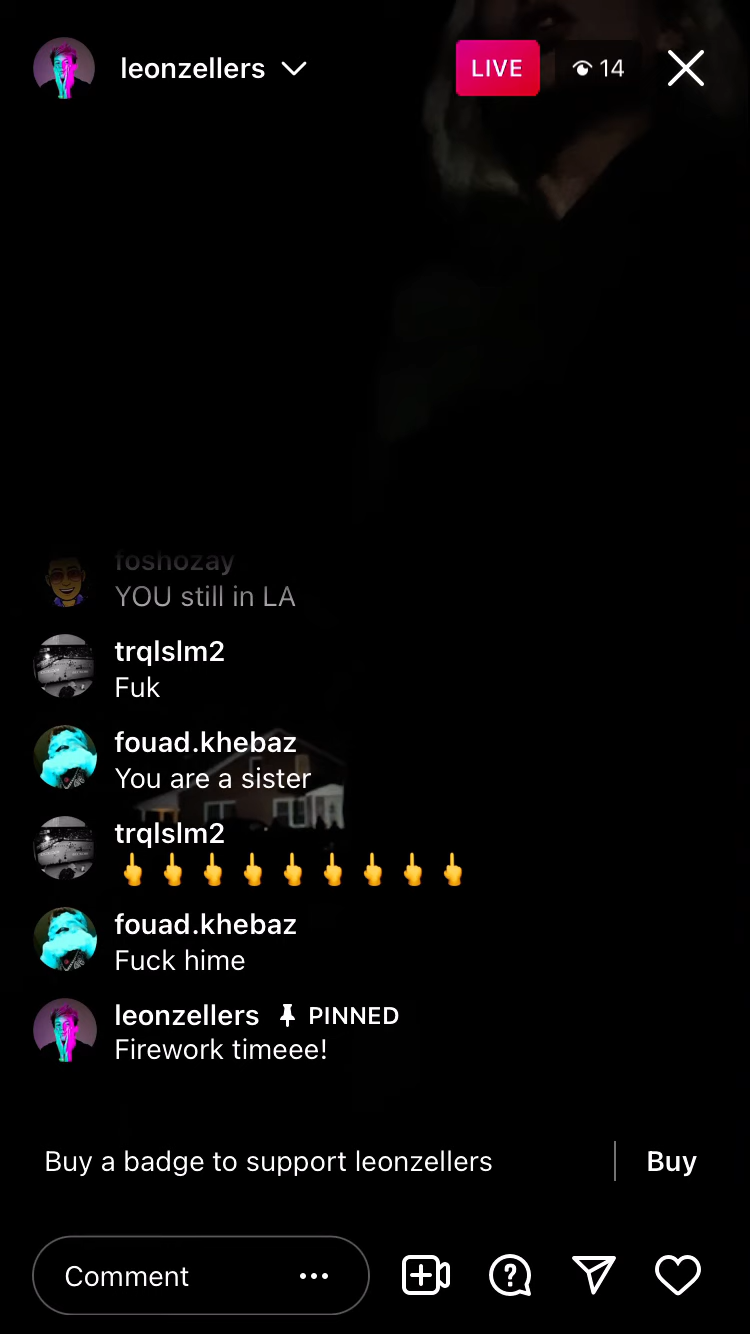 leonzellers
LIVE
14
foshozay
YOU still in LA
trqlslm2
Fuk
fouad.khebaz
You are a sister
trqlslm2
🖕🖕🖕🖕🖕🖕🖕🖕🖕
fouad.khebaz
Fuck hime
leonzellers PINNED
Firework timeee!
Buy a badge to support leonzellers
Buy
Comment